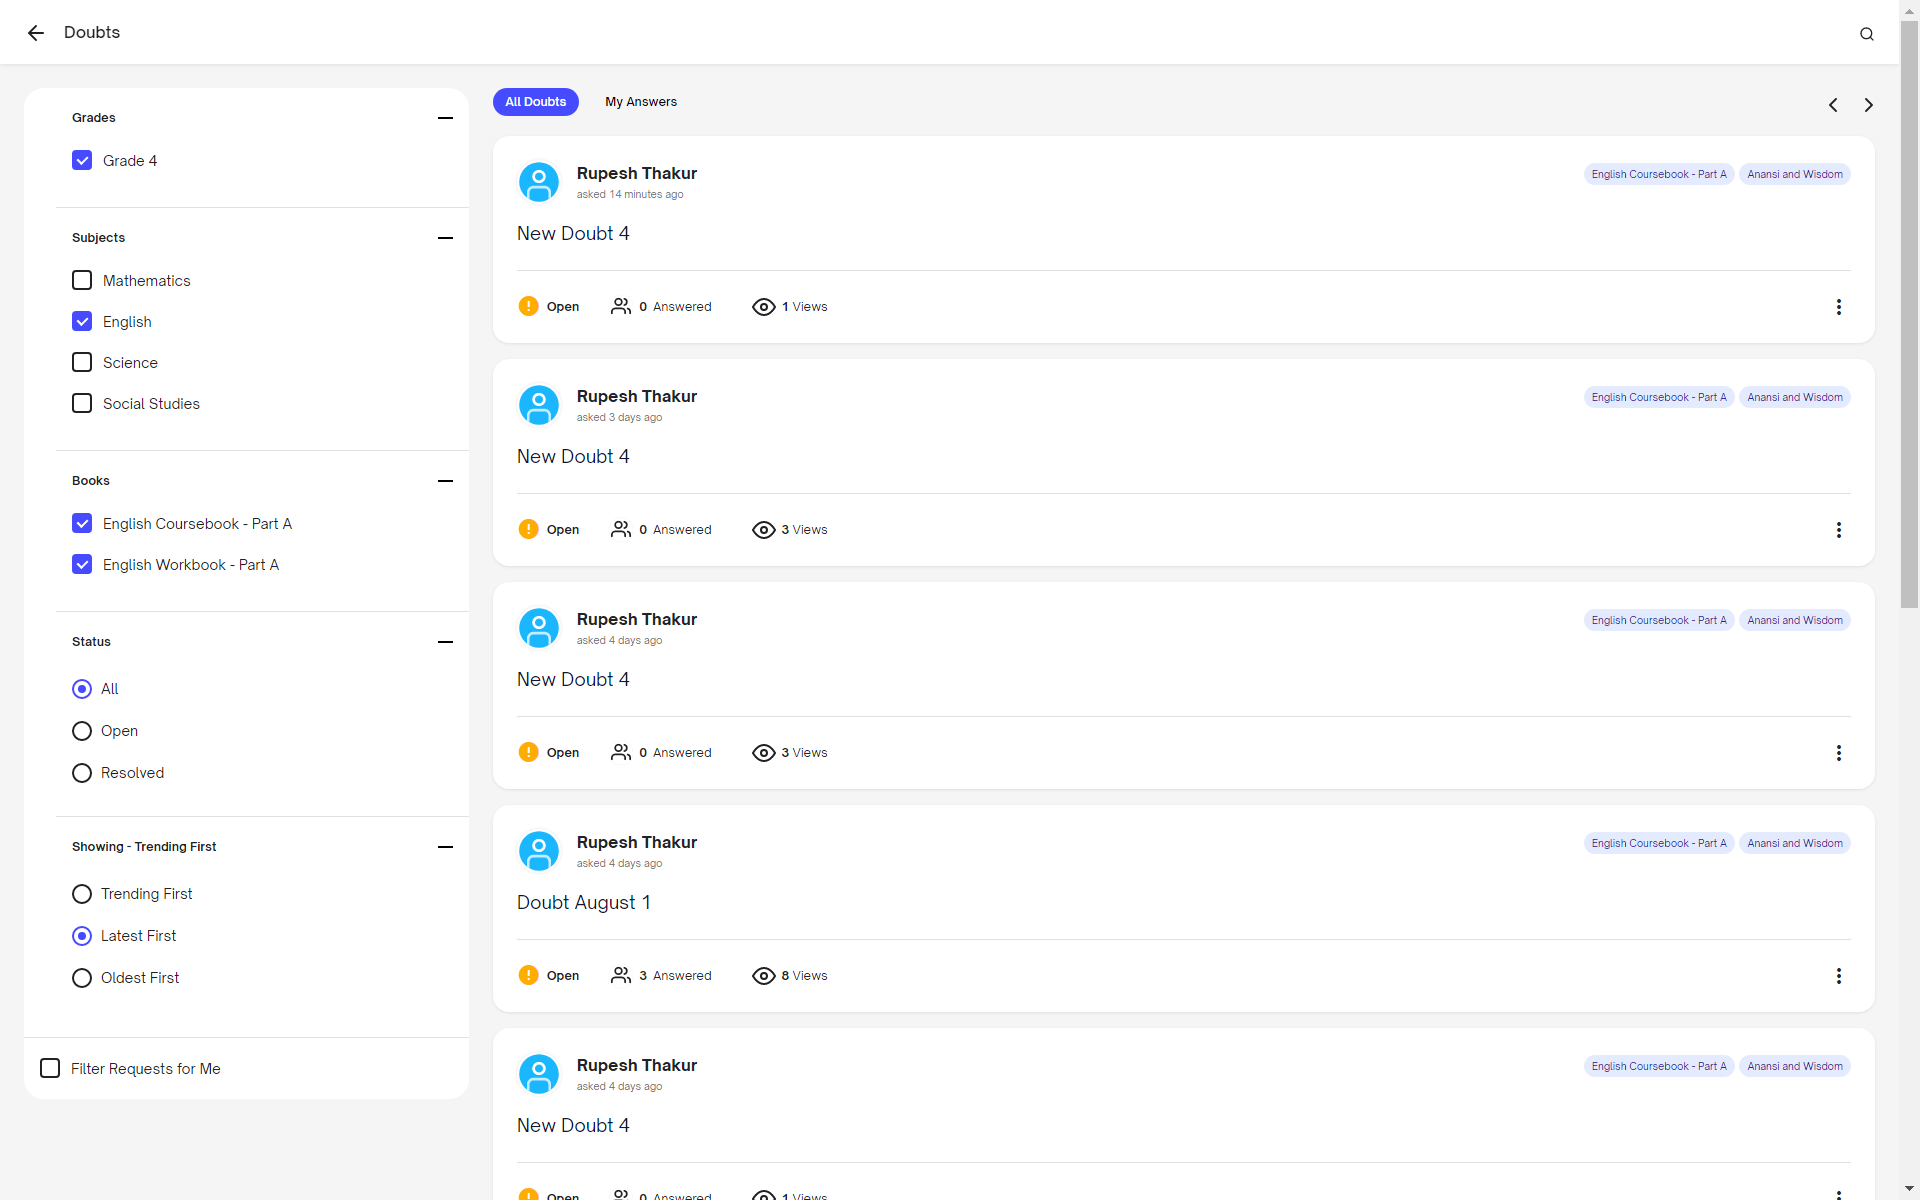 Doubts
Grades
Grade 4
Subjects
Mathematics
English
Science
Social Studies
Books
English Coursebook - Part A
English Workbook - Part A
Status
All
Open
Resolved
Showing - Trending First
Trending First
Latest First
Oldest First
Filter Requests for Me
All Doubts My Answers
Rupesh Thakur English Coursebook - Part A Anansi and Wisdom
asked 14 minutes ago
New Doubt 4
Open 0 Answered 1 Views
Rupesh Thakur English Coursebook - Part A Anansi and Wisdom
asked 3 days ago
New Doubt 4
Open 0 Answered 3 Views
Rupesh Thakur English Coursebook - Part A Anansi and Wisdom
asked 4 days ago
New Doubt 4
Open 0 Answered 3 Views
Rupesh Thakur English Coursebook - Part A Anansi and Wisdom
asked 4 days ago
Doubt August 1
Open 3 Answered 8 Views
Rupesh Thakur English Coursebook - Part A Anansi and Wisdom
asked 4 days ago
New Doubt 4
Open 0 Answered 1 Views